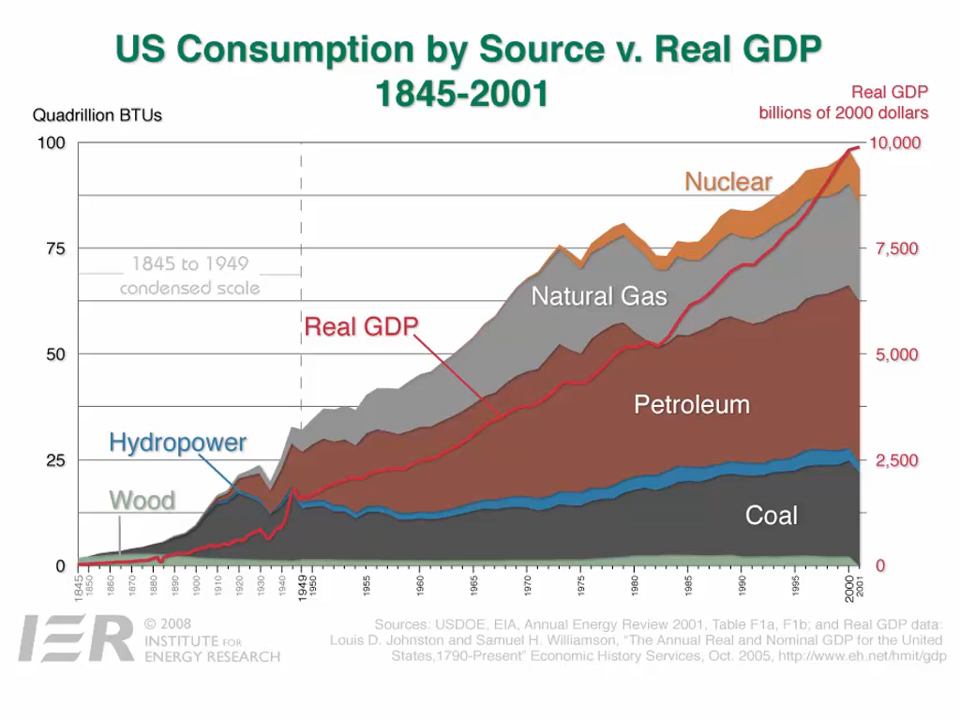 US Consumption by Source v. Real GDP
1845-2001
Real GDP
billions of 2000 dollars
Quadrillion BTUs
100
10,000
Nuclear
75
7,500
1845 to 1949
condensed scale
Natural Gas
Real GDP
50
5,000
Petroleum
Hydropower
25
2,500
Wood
Coal
0
0
1845 1850 1860 1870 1880 1890 1900 1910 1920 1930 1940 1949 1950 1955 1960 1965 1970 1975 1980 1985 1990 1995 2000 2001
IER
© 2008
INSTITUTE FOR
ENERGY RESEARCH
Sources: USDOE, EIA, Annual Energy Review 2001, Table F1a, F1b; and Real GDP data:
Louis D. Johnston and Samuel H. Williamson, “The Annual Real and Nominal GDP for the United
States,1790-Present” Economic History Services, Oct. 2005, http://www.eh.net/hmit/gdp